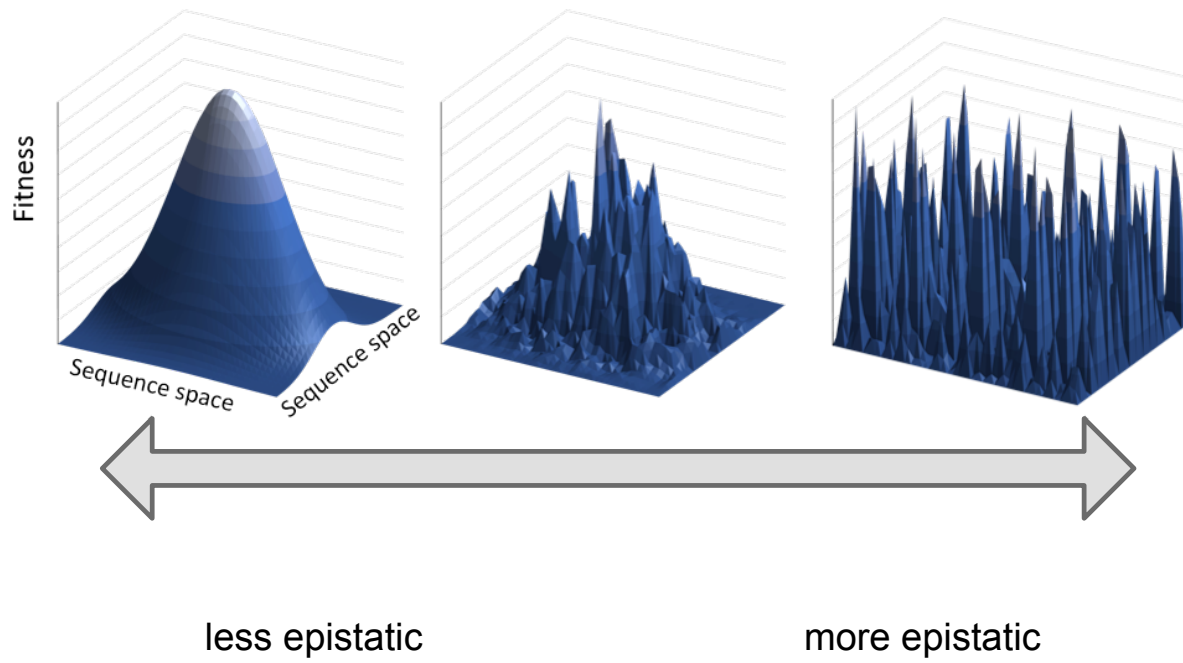 Fitness
Sequence space
Sequence space
less epistatic
more epistatic